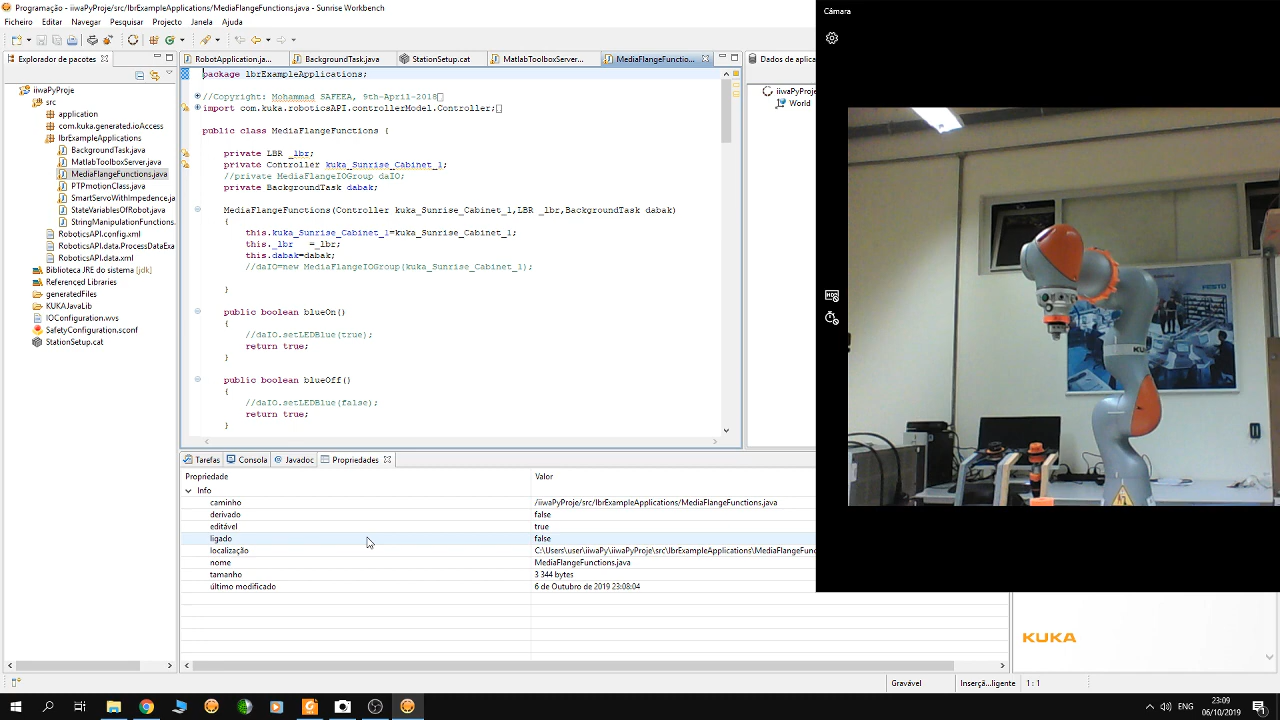 Programação - iiwaPyProje/src/lbrExampleApplications/MediaFlangeFunctions.java - Sunrise Workbench
Ficheiro Editar Navegar Pesquisar Projecto Janela Ajuda
Explorador de pacotes
iiwaPyProje
src
application
com.kuka.generated.ioAccess
lbrExampleApplications
BackgroundTask.java
MatlabToolboxServer.java
MediaFlangeFunctions.java
PTPmotionClass.java
SmartServoWithImpedence.ja
StateVariablesOfRobot.java
StringManipulationFunctions.
RoboticsAPI.config.xml
RoboticsAPI.data.ProcessDataExa
RoboticsAPI.data.xml
Biblioteca JRE do sistema [jdk]
Referenced Libraries
generatedFiles
KUKAJavaLib
IOConfiguration.wvs
SafetyConfiguration.sconf
StationSetup.cat
RobotApplication.ja...
BackgroundTask.java
StationSetup.cat
MatlabToolboxServer...
MediaFlangeFunctio...
package lbrExampleApplications;
//Copyright: Mohammad SAFEEA, 9th-April-2018
import com.kuka.roboticsAPI.controllerModel.Controller;
public class MediaFlangeFunctions {
private LBR _lbr;
private Controller kuka_Sunrise_Cabinet_1;
//private MediaFlangeIOGroup daIO;
private BackgroundTask dabak;
MediaFlangeFunctions(Controller kuka_Sunrise_Cabinet_1,LBR _lbr,BackgroundTask dabak)
{
this.kuka_Sunrise_Cabinet_1=kuka_Sunrise_Cabinet_1;
this._lbr =_lbr;
this.dabak=dabak;
//daIO=new MediaFlangeIOGroup(kuka_Sunrise_Cabinet_1);
}
public boolean blueOn()
{
//daIO.setLEDBlue(true);
return true;
}
public boolean blueOff()
{
//daIO.setLEDBlue(false);
return true;
}
Dados de aplica
iiwaPyProje
World
Câmara
HDR
FESTO
KUK
Tarefas Consola Javadoc Propriedades
Propriedade Valor
Info
caminho /iiwaPyProje/src/lbrExampleApplications/MediaFlangeFunctions.java
derivado false
editável true
ligado false
localização C:\Users\user\iiwaPy\iiwaPyProje\src\lbrExampleApplications\MediaFlangeFunc
nome MediaFlangeFunctions.java
tamanho 3 344 bytes
último modificado 6 de Outubro de 2019 23:08:04
KUKA
Gravável Inserçã...ligente 1 : 1
ENG
23:09
06/10/2019